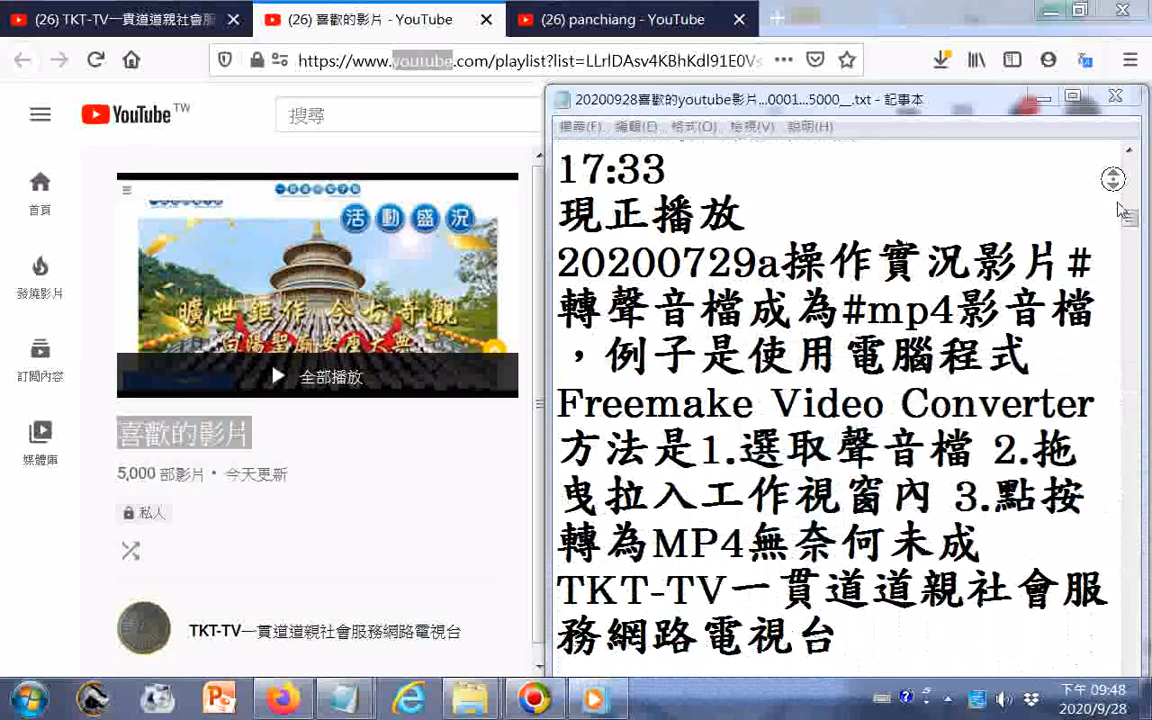 (26) TKT-TV一貫道道親社會服
(26) 喜歡的影片 - YouTube
(26) panchiang - YouTube
https://www.youtube.com/playlist?list=LLrlDAsv4KBhKdl91E0Vs
YouTube TW
搜尋
首頁
發燒影片
訂閱內容
媒體庫
活動盛況
曠世鉅作 今古奇觀
白陽聖廟安座大典
全部播放
喜歡的影片
5,000 部影片 • 今天更新
私人
TKT-TV一貫道道親社會服務網路電視台
20200928喜歡的youtube影片...0001...5000__.txt - 記事本
檔案(F) 編輯(E) 格式(O) 檢視(V) 說明(H)
17:33
現正播放
20200729a操作實況影片#
轉聲音檔成為#mp4影音檔
，例子是使用電腦程式
Freemake Video Converter
方法是1.選取聲音檔 2.拖
曳拉入工作視窗內 3.點按
轉為MP4無奈何未成
TKT-TV一貫道道親社會服
務網路電視台
下午 09:48
2020/9/28